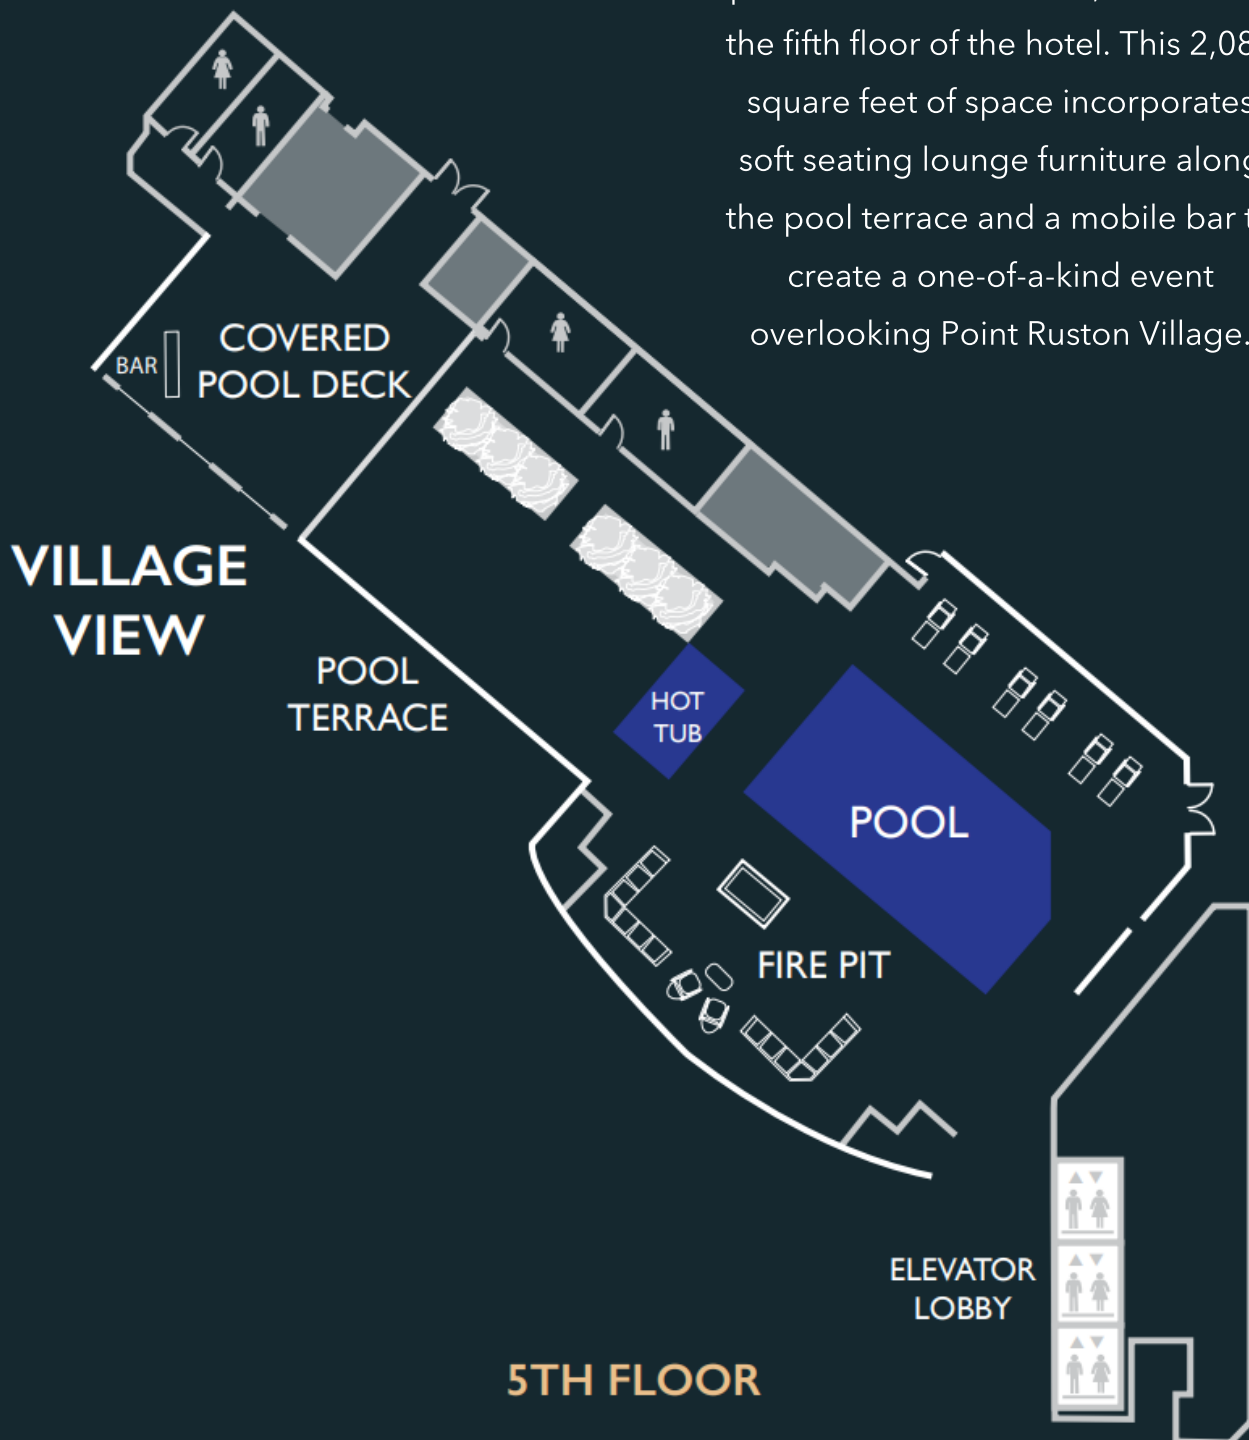 the fifth floor of the hotel. This 2,08
square feet of space incorporates
soft seating lounge furniture along
the pool terrace and a mobile bar
create a one-of-a-kind event
overlooking Point Ruston Village.
COVERED
POOL DECK
BAR
VILLAGE
VIEW
POOL
TERRACE
HOT
TUB
POOL
FIRE PIT
ELEVATOR
LOBBY
5TH FLOOR